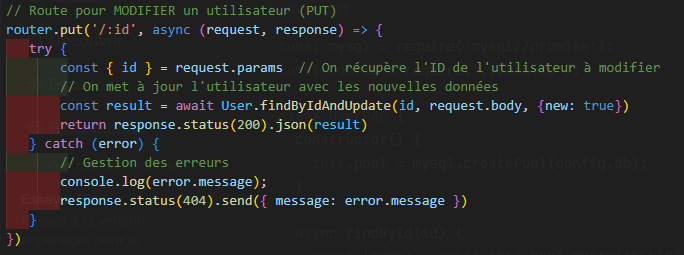 // Route pour MODIFIER un utilisateur (PUT)
router.put('/:id', async (request, response) => {
try {
const { id } = request.params // On récupère l'ID de l'utilisateur à modifier
// On met à jour l'utilisateur avec les nouvelles données
const result = await User.findByIdAndUpdate(id, request.body, {new: true})
return response.status(200).json(result)
} catch (error) {
// Gestion des erreurs
console.log(error.message);
response.status(404).send({ message: error.message })
}
})